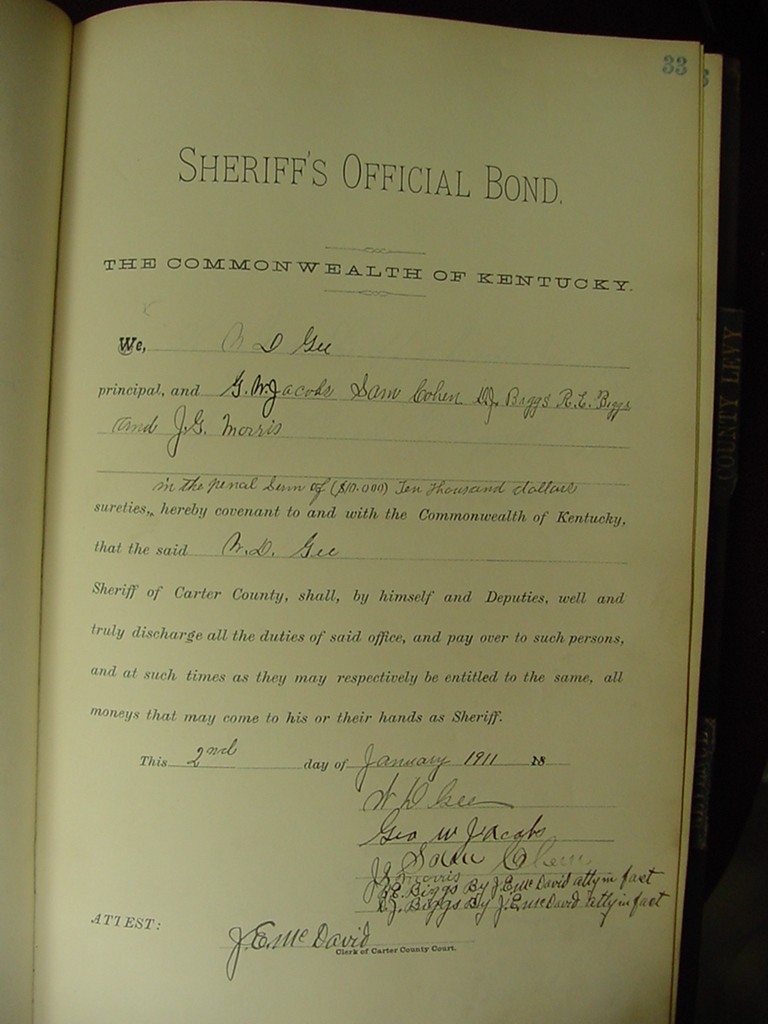 33
SHERIFF'S OFFICIAL BOND.
THE COMMONWEALTH OF KENTUCKY.
We, W D Gee
principal, and G.W. Jacobs Sam Cohen D.J. Biggs R.E. Biggs
and J.G. Morris
in the penal sum of ($10.000) Ten thousand dollars
sureties, hereby covenant to and with the Commonwealth of Kentucky,
that the said W.D. Gee
Sheriff of Carter County, shall, by himself and Deputies, well and
truly discharge all the duties of said office, and pay over to such persons,
and at such times as they may respectively be entitled to the same, all
moneys that may come to his or their hands as Sheriff.
This 2nd day of January 1911 18
W D Gee
Geo W Jacobs
Sam Cohen
J G Morris
R.E. Biggs By J.E. McDavid atty in fact
D.J. Biggs By J.E. McDavid atty in fact
ATTEST:
J.E. McDavid
Clerk of Carter County Court.
COUNTY LEVY